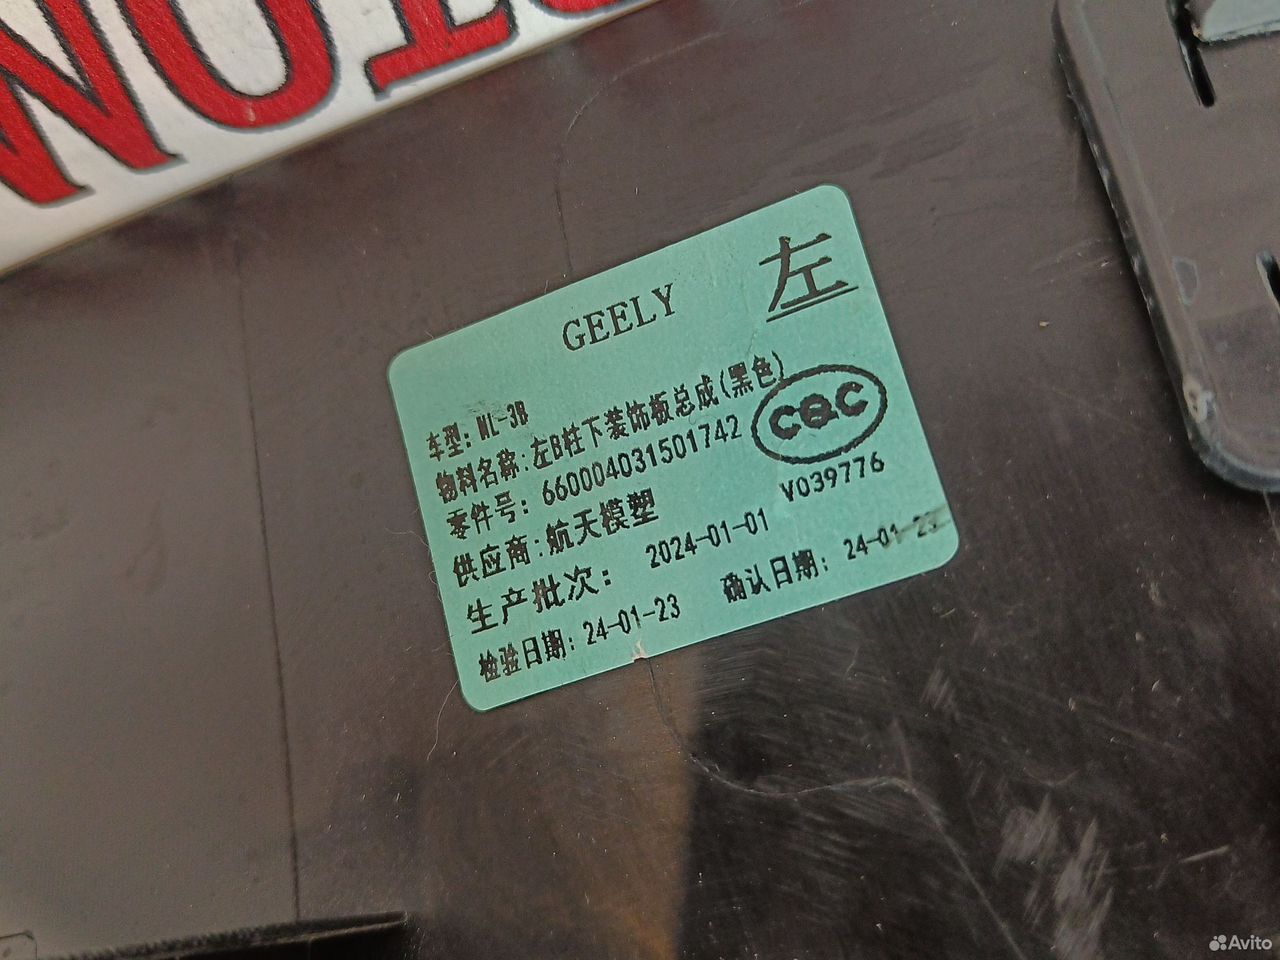 GEELY
左
车型: NL-3B
物料名称: 左B柱下装饰板总成(黑色)
零件号: 660004031501742
CQC
V039776
供应商: 航天模塑
生产批次: 2024-01-01
检验日期: 24-01-23
确认日期: 24-01-23
Avito